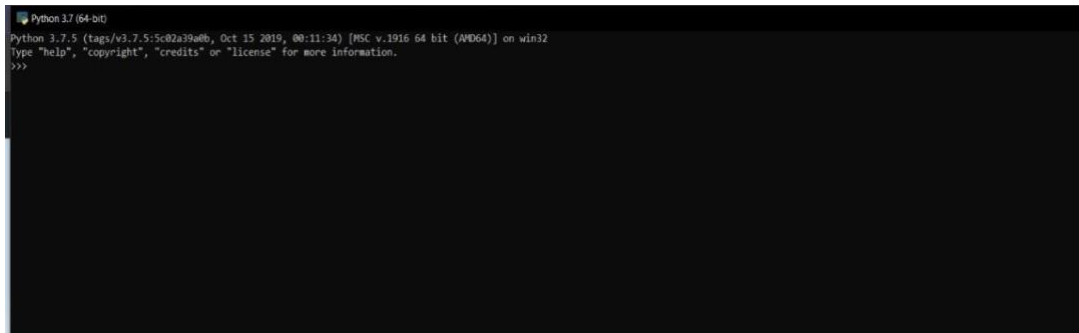 Python 3.7 (64-bit)
Python 3.7.5 (tags/v3.7.5:5c02a39a0b, Oct 15 2019, 00:11:34) [MSC v.1916 64 bit (AMD64)] on win32
Type "help", "copyright", "credits" or "license" for more information.
>>>